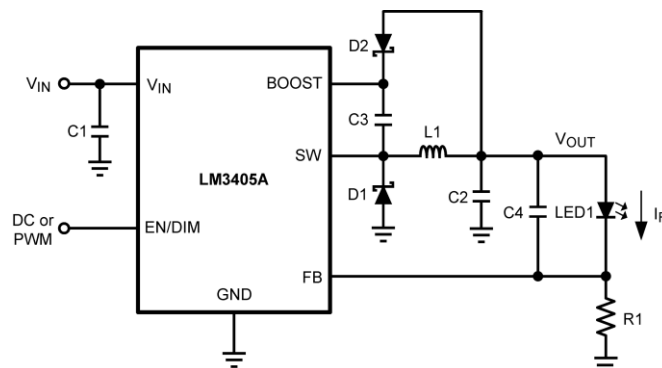 D2
VIN
VIN
BOOST
C1
C3
L1
VOUT
SW
LM3405A
D1
C2
C4
LED1
DC or
PWM
EN/DIM
FB
GND
R1